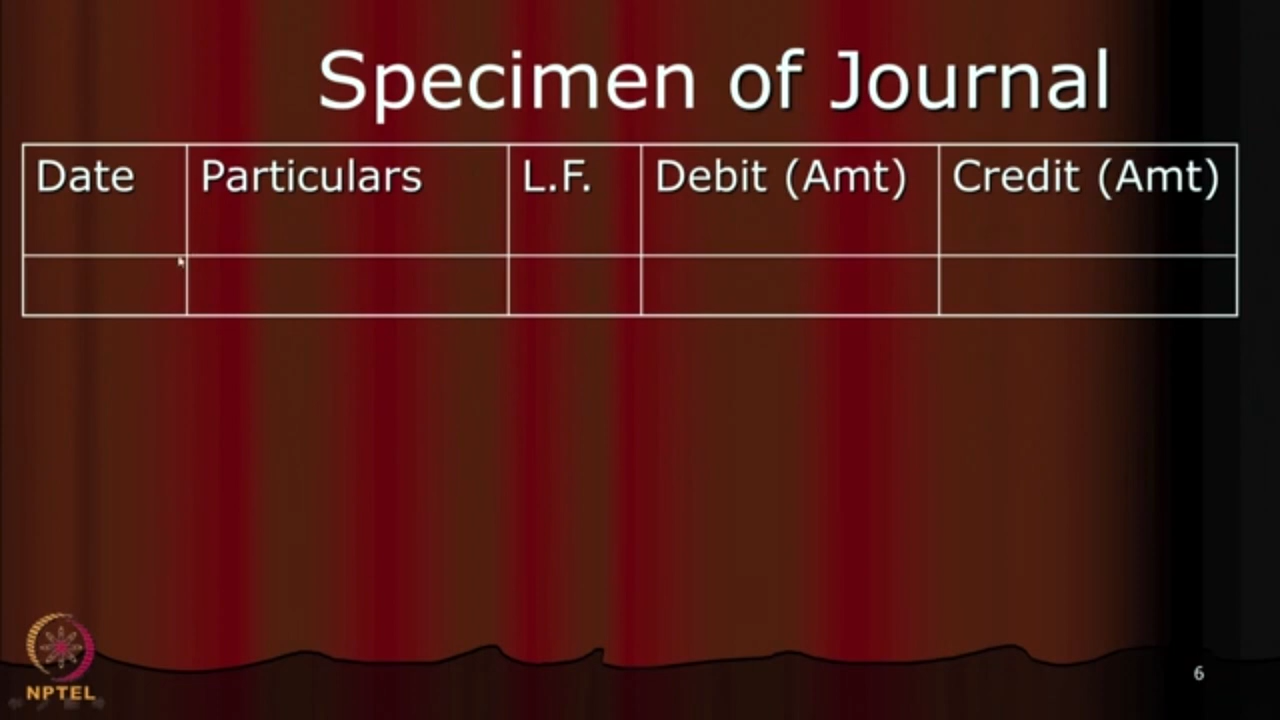 Specimen of Journal
Date Particulars L.F. Debit (Amt) Credit (Amt)
NPTEL
6